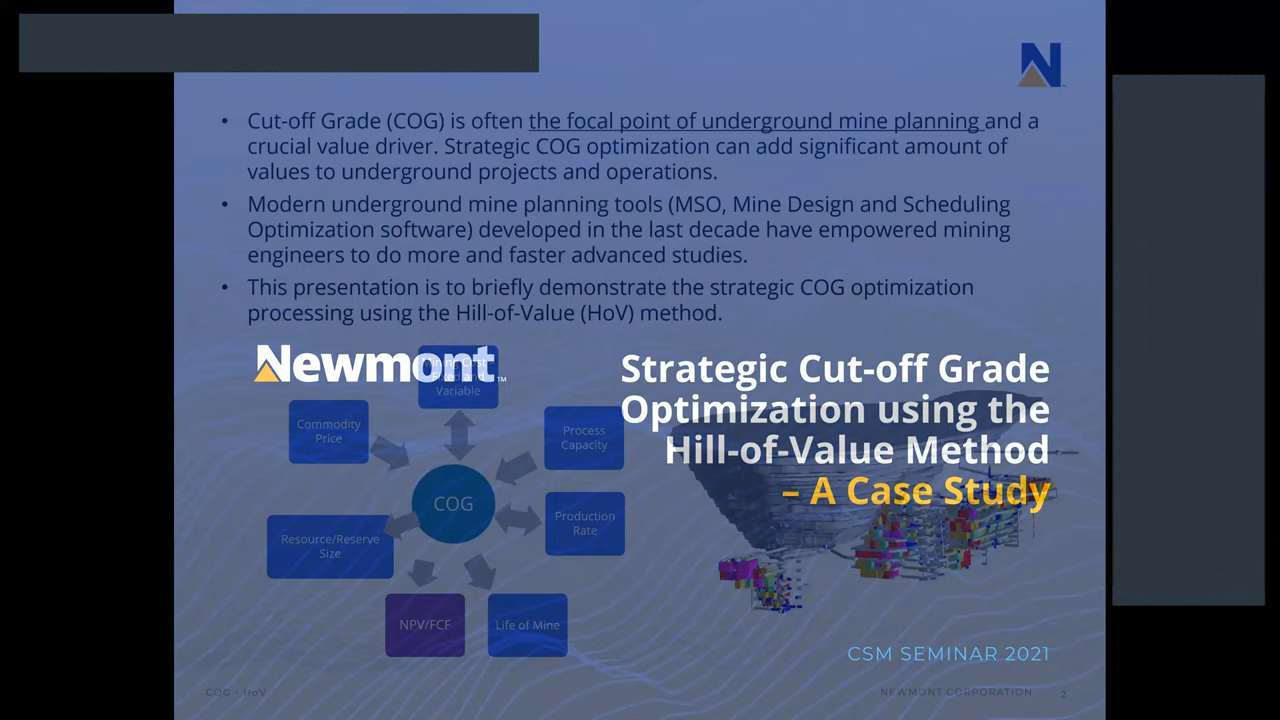 • Cut-off Grade (COG) is often the focal point of underground mine planning and a
crucial value driver. Strategic COG optimization can add significant amount of
values to underground projects and operations.
• Modern underground mine planning tools (MSO, Mine Design and Scheduling
Optimization software) developed in the last decade have empowered mining
engineers to do more and faster advanced studies.
• This presentation is to briefly demonstrate the strategic COG optimization
processing using the Hill-of-Value (HoV) method.
Newmont™
Mining Cost
Fixed and
Variable
Strategic Cut-off Grade
Optimization using the
Hill-of-Value Method
– A Case Study
Commodity
Price
Process
Capacity
COG
Production
Rate
Resource/Reserve
Size
NPV/FCF
Life of Mine
CSM SEMINAR 2021
COG - HoV
NEWMONT CORPORATION
2